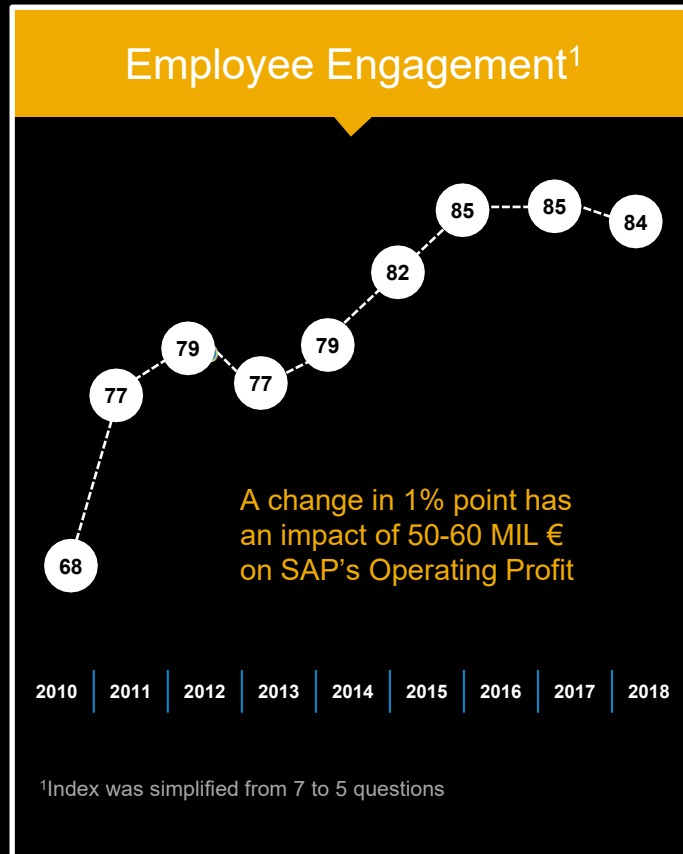 Employee Engagement¹
85
85
84
82
79
79
77
77
68
A change in 1% point has
an impact of 50-60 MIL €
on SAP's Operating Profit
2010 2011 2012 2013 2014 2015 2016 2017 2018
¹Index was simplified from 7 to 5 questions